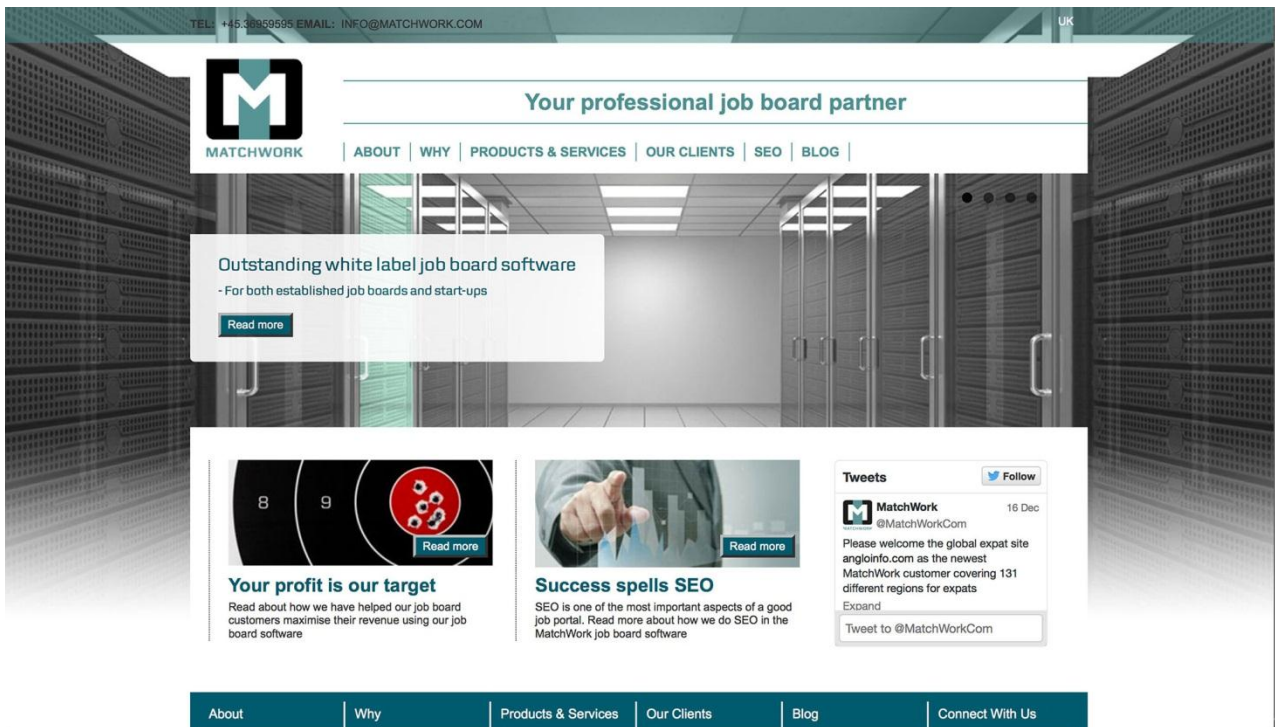 TEL: +45.36959595 EMAIL: INFO@MATCHWORK.COM
UK
MATCHWORK
Your professional job board partner
ABOUT WHY PRODUCTS & SERVICES OUR CLIENTS SEO BLOG
Outstanding white label job board software
- For both established job boards and start-ups
Read more
8 9
Read more
Your profit is our target
Read about how we have helped our job board
customers maximise their revenue using our job
board software
Read more
Success spells SEO
SEO is one of the most important aspects of a good
job portal. Read more about how we do SEO in the
MatchWork job board software
Tweets
Follow
MatchWork 16 Dec
@MatchWorkCom
Please welcome the global expat site
angloinfo.com as the newest
MatchWork customer covering 131
different regions for expats
Expand
Tweet to @MatchWorkCom
About Why Products & Services Our Clients Blog Connect With Us